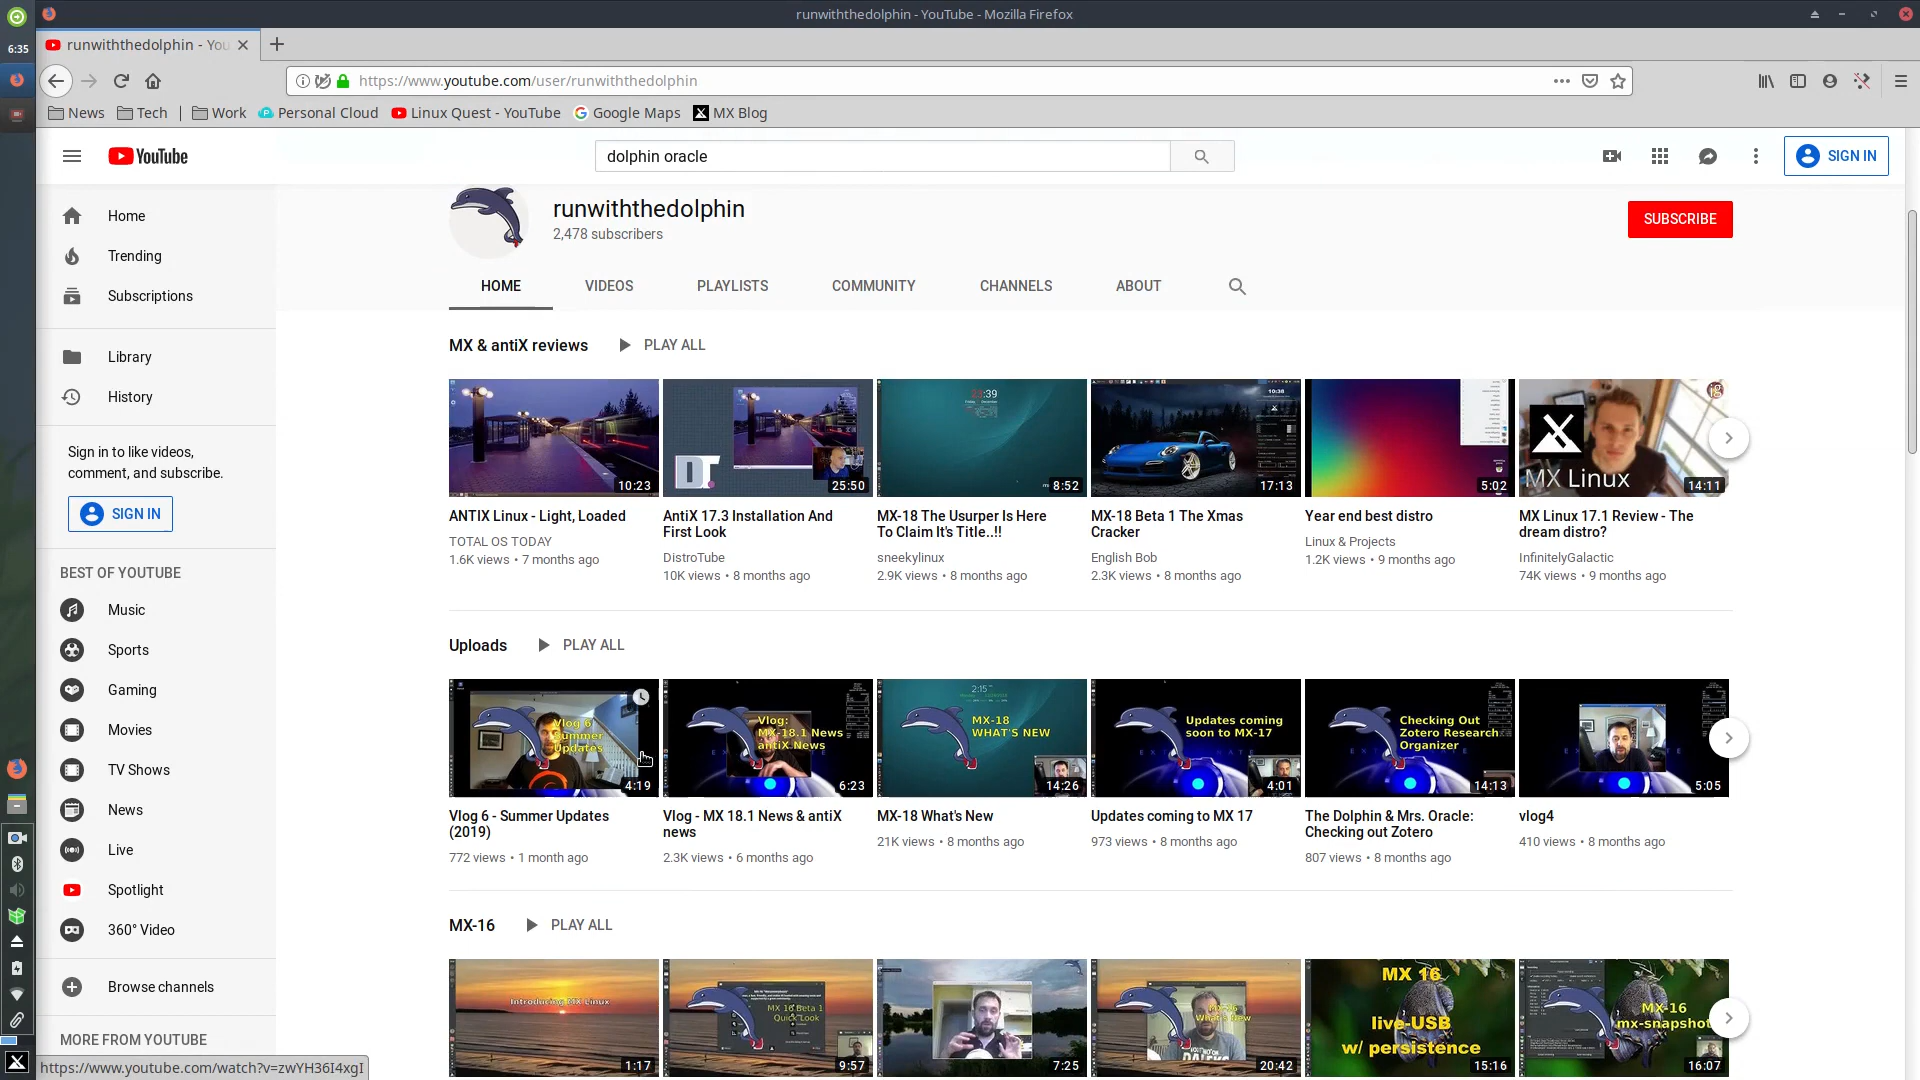 runwiththedolphin - YouTube - Mozilla Firefox
6:35
runwiththedolphin - You
https://www.youtube.com/user/runwiththedolphin
News
Tech
Work
Personal Cloud
Linux Quest - YouTube
Google Maps
MX Blog
YouTube
dolphin oracle
SIGN IN
Home
Trending
Subscriptions
Library
History
Sign in to like videos,
comment, and subscribe.
SIGN IN
BEST OF YOUTUBE
Music
Sports
Gaming
Movies
TV Shows
News
Live
Spotlight
360° Video
Browse channels
MORE FROM YOUTUBE
https://www.youtube.com/watch?v=zwYH36I4xgI
runwiththedolphin
2,478 subscribers
SUBSCRIBE
HOME
VIDEOS
PLAYLISTS
COMMUNITY
CHANNELS
ABOUT
MX & antiX reviews
PLAY ALL
10:23
ANTIX Linux - Light, Loaded
TOTAL OS TODAY
1.6K views • 7 months ago
25:50
AntiX 17.3 Installation And
First Look
DistroTube
10K views • 8 months ago
8:52
MX-18 The Usurper Is Here
To Claim It's Title..!!
sneekylinux
2.9K views • 8 months ago
10:36
17:13
MX-18 Beta 1 The Xmas
Cracker
English Bob
2.3K views • 8 months ago
5:02
Year end best distro
Linux & Projects
1.2K views • 9 months ago
MX Linux
14:11
MX Linux 17.1 Review - The
dream distro?
InfinitelyGalactic
74K views • 9 months ago
Uploads
PLAY ALL
Vlog 6
Summer
Updates
4:19
Vlog 6 - Summer Updates
(2019)
772 views • 1 month ago
Vlog:
MX-18.1 News
antiX News
6:23
Vlog - MX 18.1 News & antiX
news
2.3K views • 6 months ago
2:15
MX-18
WHAT'S NEW
14:26
MX-18 What's New
21K views • 8 months ago
Updates coming
soon to MX-17
4:01
Updates coming to MX 17
973 views • 8 months ago
Checking Out
Zotero Research
Organizer
14:13
The Dolphin & Mrs. Oracle:
Checking out Zotero
807 views • 8 months ago
5:05
vlog4
410 views • 8 months ago
MX-16
PLAY ALL
Introducing MX Linux
1:17
MX 16 Beta 1
Quick Look
9:57
7:25
MX-16
What's New
20:42
MX 16
live-USB
w/ persistence
15:16
MX-16
mx-snapshot
16:07